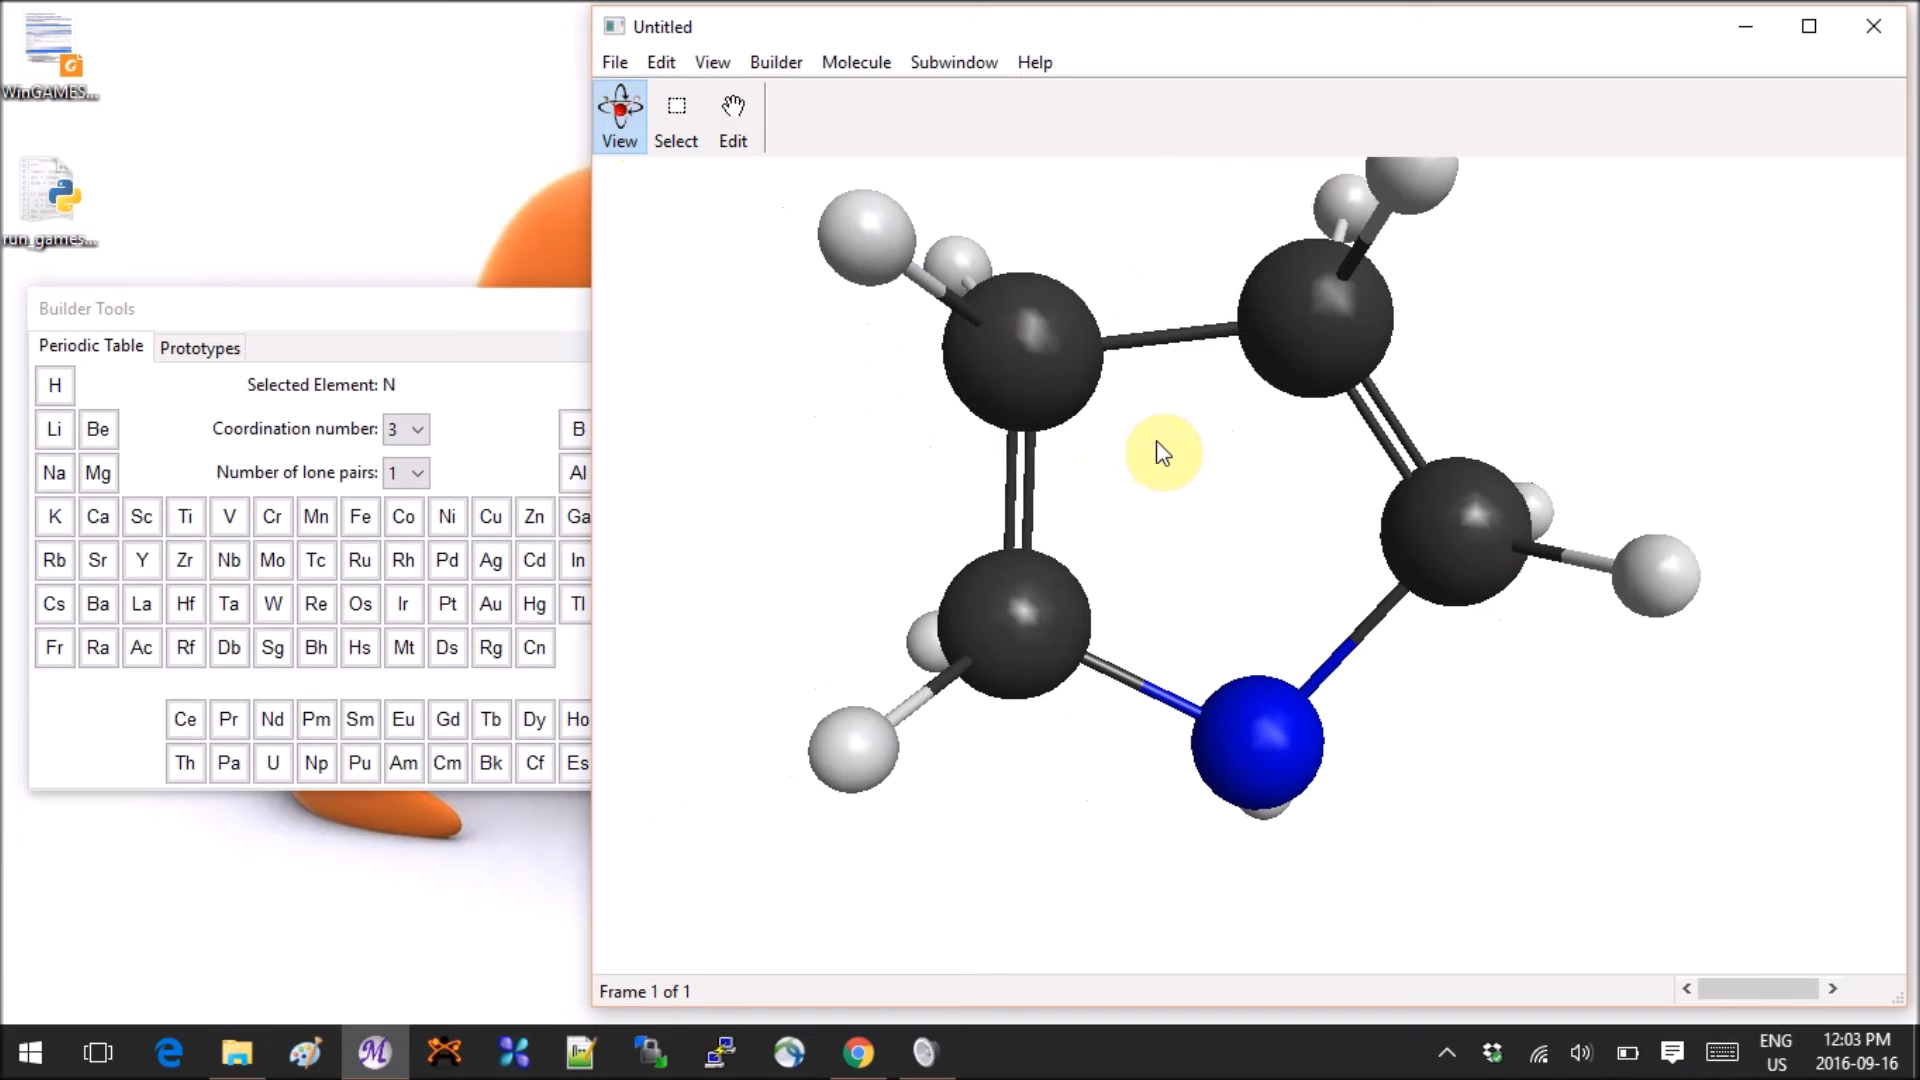 WinGAMES...
run_games...
Builder Tools
Periodic Table Prototypes
H Selected Element: N
Li Be Coordination number: 3 B
Na Mg Number of lone pairs: 1 Al
K Ca Sc Ti V Cr Mn Fe Co Ni Cu Zn Ga
Rb Sr Y Zr Nb Mo Tc Ru Rh Pd Ag Cd In
Cs Ba La Hf Ta W Re Os Ir Pt Au Hg Tl
Fr Ra Ac Rf Db Sg Bh Hs Mt Ds Rg Cn
Ce Pr Nd Pm Sm Eu Gd Tb Dy Ho
Th Pa U Np Pu Am Cm Bk Cf Es
Untitled
File Edit View Builder Molecule Subwindow Help
View Select Edit
Frame 1 of 1
ENG
US
12:03 PM
2016-09-16